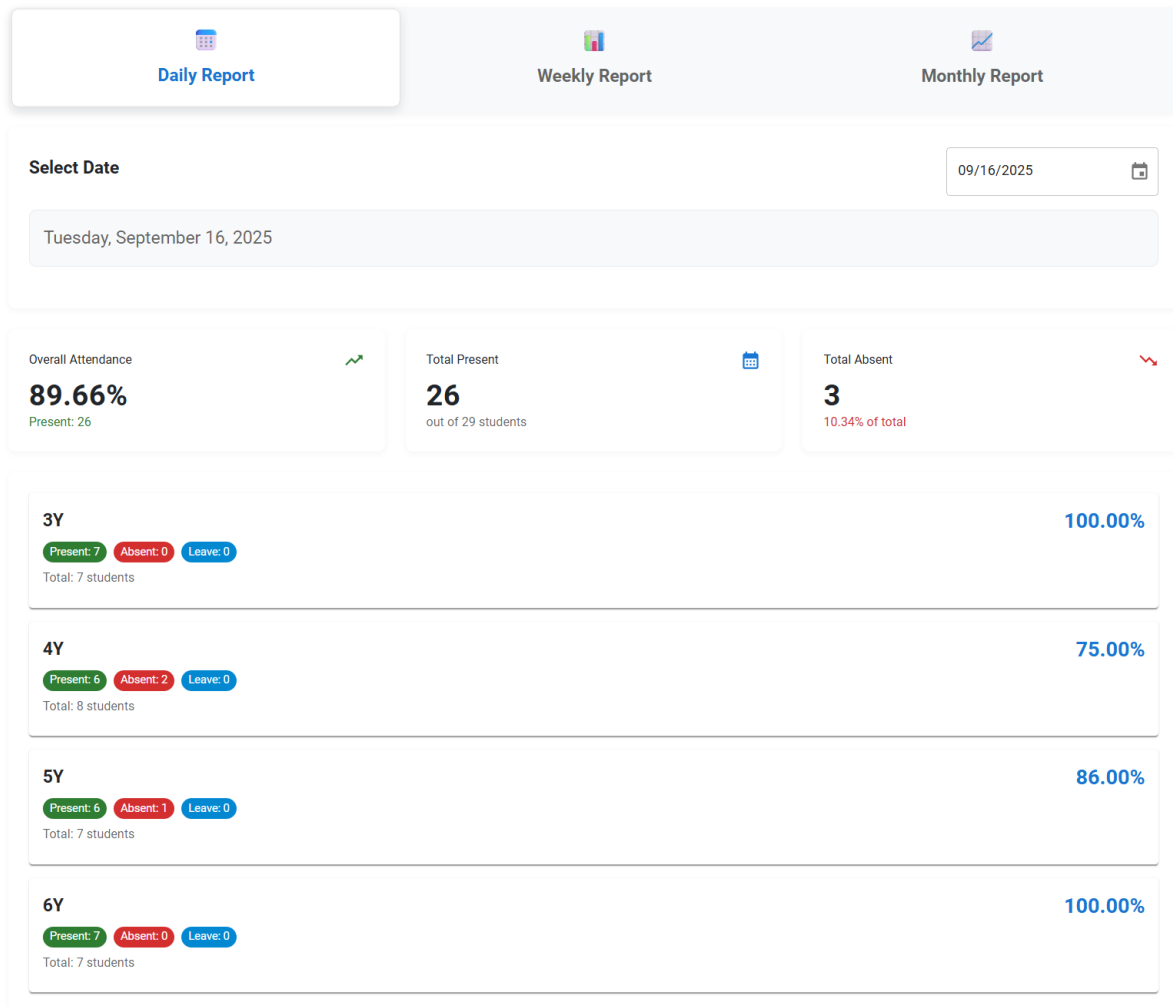 Daily Report
Weekly Report
Monthly Report
Select Date
09/16/2025
Tuesday, September 16, 2025
Overall Attendance
89.66%
Present: 26
Total Present
26
out of 29 students
Total Absent
3
10.34% of total
3Y
100.00%
Present: 7 Absent: 0 Leave: 0
Total: 7 students
4Y
75.00%
Present: 6 Absent: 2 Leave: 0
Total: 8 students
5Y
86.00%
Present: 6 Absent: 1 Leave: 0
Total: 7 students
6Y
100.00%
Present: 7 Absent: 0 Leave: 0
Total: 7 students